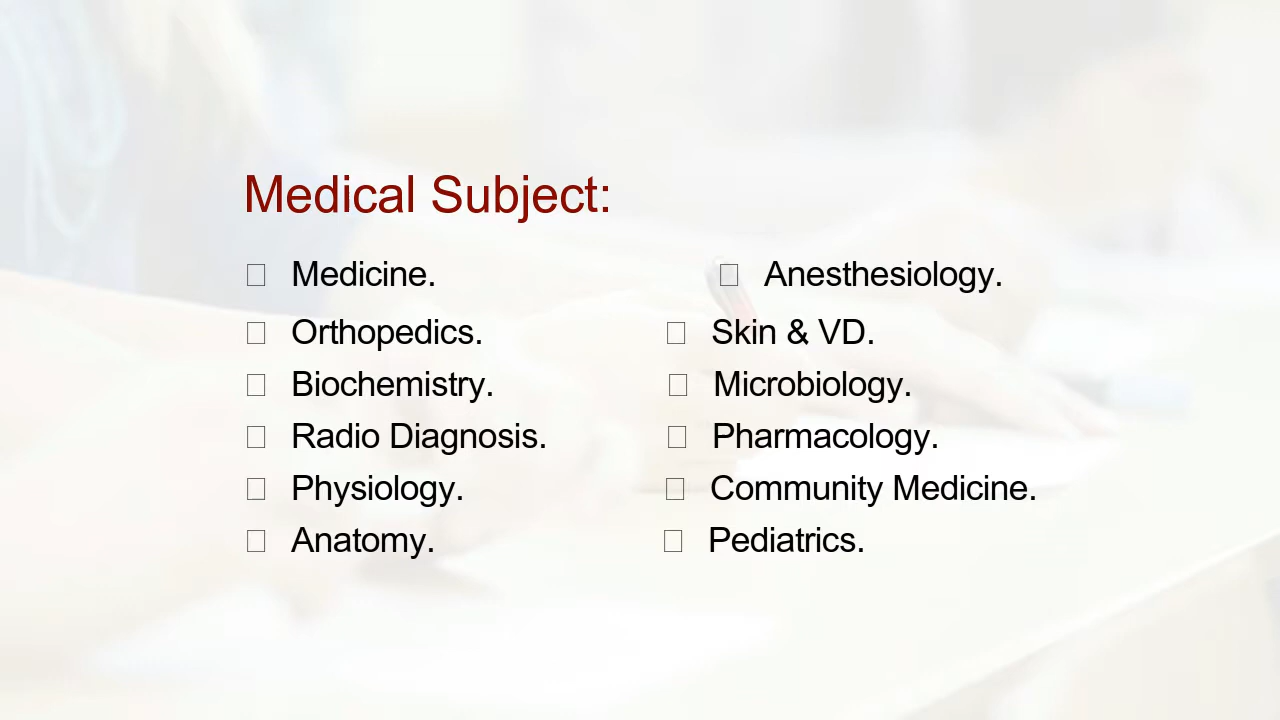 Medical Subject:
□ Medicine. □ Anesthesiology.
□ Orthopedics. □ Skin & VD.
□ Biochemistry. □ Microbiology.
□ Radio Diagnosis. □ Pharmacology.
□ Physiology. □ Community Medicine.
□ Anatomy. □ Pediatrics.